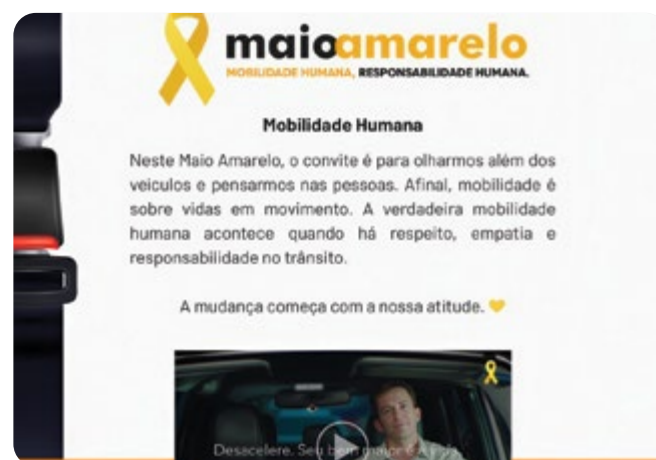 maioamarelo
MOBILIDADE HUMANA, RESPONSABILIDADE HUMANA.
Mobilidade Humana
Neste Maio Amarelo, o convite é para olharmos além dos
veículos e pensarmos nas pessoas. Afinal, mobilidade é
sobre vidas em movimento. A verdadeira mobilidade
humana acontece quando há respeito, empatia e
responsabilidade no trânsito.
A mudança começa com a nossa atitude. 💛
Desacelere. Seu bem maior é a vida.